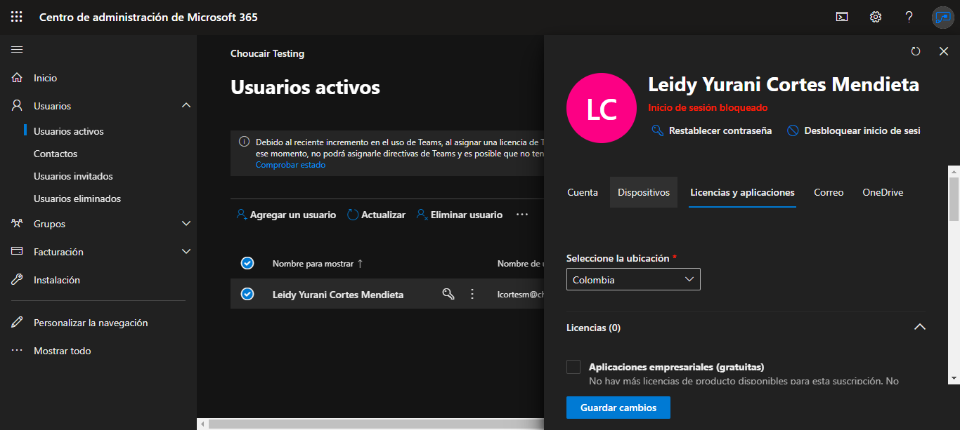 Centro de administración de Microsoft 365
Inicio
Usuarios
Usuarios activos
Contactos
Usuarios invitados
Usuarios eliminados
Grupos
Facturación
Instalación
Personalizar la navegación
Mostrar todo
Choucair Testing
Usuarios activos
Debido al reciente incremento en el uso de Teams, al asignar una licencia de T
ese momento, no podrá asignarle directivas de Teams y es posible que no ten
Comprobar estado
Agregar un usuario Actualizar Eliminar usuario
Nombre para mostrar ↑ Nombre de
Leidy Yurani Cortes Mendieta lcortesm@ch
LC
Leidy Yurani Cortes Mendieta
Inicio de sesión bloqueado
Restablecer contraseña Desbloquear inicio de sesi
Cuenta Dispositivos Licencias y aplicaciones Correo OneDrive
Seleccione la ubicación *
Colombia
Licencias (0)
Aplicaciones empresariales (gratuitas)
No hay más licencias de producto disponibles para esta suscripción. No
Guardar cambios